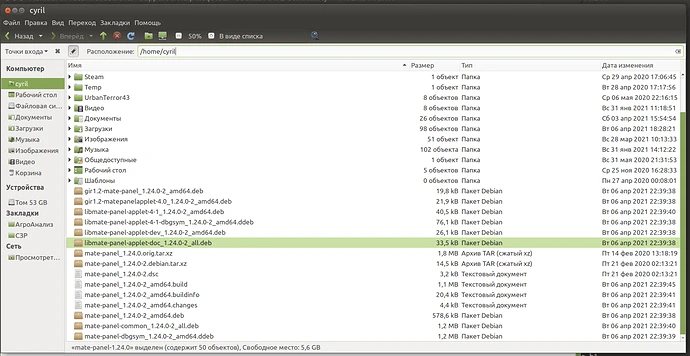 cyril
Файл Правка Вид Переход Закладки Помощь
Назад Вперёд 50% В виде списка
Точки входа Расположение: /home/cyril
Компьютер
cyril
Рабочий стол
Файловая си...
Документы
Загрузки
Музыка
Изображения
Видео
Корзина
Устройства
Том 53 GB
Закладки
АгроАнализ
СЗР
Сеть
Просмотрет...
Имя Размер Тип Дата изменения
Steam 1 объект Папка Ср 29 апр 2020 17:06:45
Temp 1 объект Папка Вт 28 апр 2020 17:17:56
UrbanTerror43 8 объектов Папка Ср 06 мая 2020 22:16:15
Видео 8 объектов Папка Вс 31 янв 2021 11:18:51
Документы 26 объектов Папка Сб 03 апр 2021 15:54:54
Загрузки 98 объектов Папка Вт 06 апр 2021 18:28:21
Изображения 51 объект Папка Вс 28 мар 2021 10:13:33
Музыка 102 объекта Папка Вс 31 янв 2021 14:12:22
Общедоступные 1 объект Папка Вс 31 мая 2020 21:31:53
Рабочий стол 5 объектов Папка Ср 25 ноя 2020 16:28:33
Шаблоны 0 объектов Папка Пн 27 апр 2020 00:08:01
gir1.2-mate-panel_1.24.0-2_amd64.deb 19,8 kB Пакет Debian Вт 06 апр 2021 22:39:38
gir1.2-matepanelapplet-4.0_1.24.0-2_amd64.deb 21,9 kB Пакет Debian Вт 06 апр 2021 22:39:38
libmate-panel-applet-4-1_1.24.0-2_amd64.deb 40,5 kB Пакет Debian Вт 06 апр 2021 22:39:38
libmate-panel-applet-4-1-dbgsym_1.24.0-2_amd64.ddeb 76,1 kB Пакет Debian Вт 06 апр 2021 22:39:38
libmate-panel-applet-dev_1.24.0-2_amd64.deb 26,1 kB Пакет Debian Вт 06 апр 2021 22:39:38
libmate-panel-applet-doc_1.24.0-2_all.deb 33,5 kB Пакет Debian Вт 06 апр 2021 22:39:38
mate-panel_1.24.0.orig.tar.xz 1,8 MB Архив TAR (сжатый xz) Пт 14 фев 2020 13:18:19
mate-panel_1.24.0-2.debian.tar.xz 14,5 kB Архив TAR (сжатый xz) Пт 21 фев 2020 02:13:21
mate-panel_1.24.0-2.dsc 3,2 kB Текстовый документ Пт 21 фев 2020 02:13:21
mate-panel_1.24.0-2_amd64.build 1,1 MB Текстовый документ Вт 06 апр 2021 22:39:45
mate-panel_1.24.0-2_amd64.buildinfo 20,4 kB Текстовый документ Вт 06 апр 2021 22:39:41
mate-panel_1.24.0-2_amd64.changes 4,4 kB Текстовый документ Вт 06 апр 2021 22:39:41
mate-panel_1.24.0-2_amd64.deb 578,6 kB Пакет Debian Вт 06 апр 2021 22:39:38
mate-panel-common_1.24.0-2_all.deb 1,2 MB Пакет Debian Вт 06 апр 2021 22:39:38
mate-panel-dbgsym_1.24.0-2_amd64.ddeb 1,2 MB Пакет Debian Вт 06 апр 2021 22:39:39
«mate-panel-1.24.0» выделен (содержит 50 объектов), Свободное место: 5,6 GB